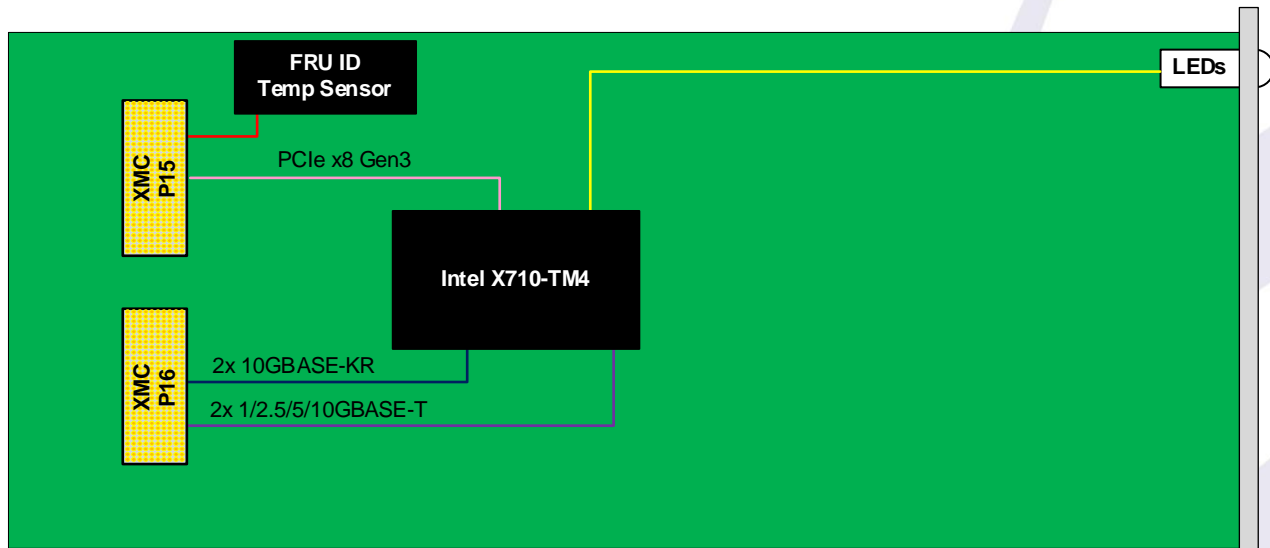 FRU ID
Temp Sensor
LEDs
XMC
P15
PCIe x8 Gen3
Intel X710-TM4
XMC
P16
2x 10GBASE-KR
2x 1/2.5/5/10GBASE-T